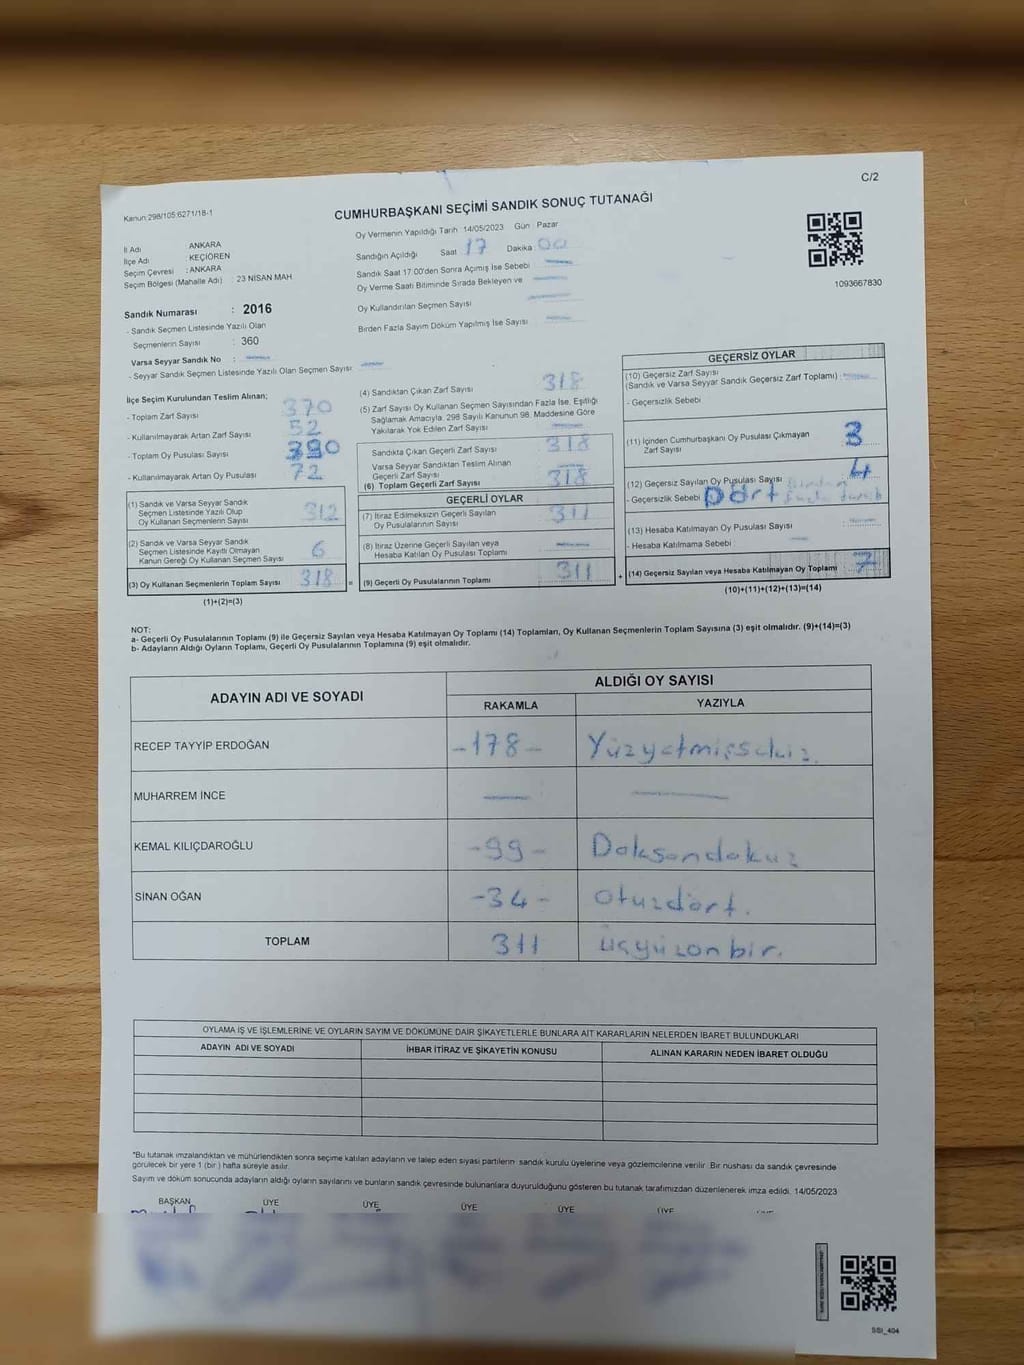 C/2
Kanun:298/105;6271/18-1
CUMHURBAŞKANI SEÇİMİ SANDIK SONUÇ TUTANAĞI
İl Adı : ANKARA
İlçe Adı : KEÇİÖREN
Seçim Çevresi : ANKARA
Seçim Bölgesi (Mahalle Adı) : 23 NİSAN MAH
Sandık Numarası : 2016
- Sandık Seçmen Listesinde Yazılı Olan
Seçmenlerin Sayısı : 360
Varsa Seyyar Sandık No :
- Seyyar Sandık Seçmen Listesinde Yazılı Olan Seçmen Sayısı:
Oy Vermenin Yapıldığı Tarih 14/05/2023 Gün Pazar
Sandığın Açıldığı Saat 17 Dakika 00
Sandık Saat 17.00'den Sonra Açımış İse Sebebi
Oy Verme Saati Bitiminde Sırada Bekleyen ve
Oy Kullandırılan Seçmen Sayısı
Birden Fazla Sayım Döküm Yapılmış İse Sayısı
1093667830
İlçe Seçim Kurulundan Teslim Alınan;
- Toplam Zarf Sayısı 370
- Kullanılmayarak Artan Zarf Sayısı 52
- Toplam Oy Pusulası Sayısı 390
- Kullanılmayarak Artan Oy Pusulası 72
(1) Sandık ve Varsa Seyyar Sandık
Seçmen Listesinde Yazılı Olup
Oy Kullanan Seçmenlerin Sayısı 312
(2) Sandık ve Varsa Seyyar Sandık
Seçmen Listesinde Kayıtlı Olmayan
Kanun Gereği Oy Kullanan Seçmen Sayısı 6
(3) Oy Kullanan Seçmenlerin Toplam Sayısı 318 =
(1)+(2)=(3)
(4) Sandıktan Çıkan Zarf Sayısı 318
(5) Zarf Sayısı Oy Kullanan Seçmen Sayısından Fazla İse, Eşitliği
Sağlamak Amacıyla, 298 Sayılı Kanunun 98. Maddesine Göre
Yakılarak Yok Edilen Zarf Sayısı
Sandıkta Çıkan Geçerli Zarf Sayısı 318
Varsa Seyyar Sandıktan Teslim Alınan
Geçerli Zarf Sayısı
(6) Toplam Geçerli Zarf Sayısı 318
GEÇERLİ OYLAR
(7) İtiraz Edilmeksizin Geçerli Sayılan
Oy Pusulalarının Sayısı 311
(8) İtiraz Üzerine Geçerli Sayılan veya
Hesaba Katılan Oy Pusulası Toplamı
(9) Geçerli Oy Pusulalarının Toplamı 311 +
GEÇERSİZ OYLAR
(10) Geçersiz Zarf Sayısı
(Sandık ve Varsa Seyyar Sandık Geçersiz Zarf Toplamı) :
- Geçersizlik Sebebi
(11) İçinden Cumhurbaşkanı Oy Pusulası Çıkmayan
Zarf Sayısı 3
(12) Geçersiz Sayılan Oy Pusulası Sayısı 4
- Geçersizlik Sebebi Dört
(13) Hesaba Katılmayan Oy Pusulası Sayısı
- Hesaba Katılmama Sebebi :
(14) Geçersiz Sayılan veya Hesaba Katılmayan Oy Toplamı 7
(10)+(11)+(12)+(13)=(14)
NOT:
a- Geçerli Oy Pusulalarının Toplamı (9) ile Geçersiz Sayılan veya Hesaba Katılmayan Oy Toplamı (14) Toplamları, Oy Kullanan Seçmenlerin Toplam Sayısına (3) eşit olmalıdır. (9)+(14)=(3)
b- Adayların Aldığı Oyların Toplamı, Geçerli Oy Pusulalarının Toplamına (9) eşit olmalıdır.
ADAYIN ADI VE SOYADI
ALDIĞI OY SAYISI
RAKAMLA YAZIYLA
RECEP TAYYİP ERDOĞAN -178- Yüzyetmişsekiz.
MUHARREM İNCE
KEMAL KILIÇDAROĞLU -99- Doksandokuz
SİNAN OĞAN -34- otuzdört.
TOPLAM 311 üçyüzonbir.
OYLAMA İŞ VE İŞLEMLERİNE VE OYLARIN SAYIM VE DÖKÜMÜNE DAİR ŞİKAYETLERLE BUNLARA AİT KARARLARIN NELERDEN İBARET BULUNDUKLARI
ADAYIN ADI VE SOYADI İHBAR İTİRAZ VE ŞİKAYETİN KONUSU ALINAN KARARIN NEDEN İBARET OLDUĞU
*Bu tutanak imzalandıktan ve mühürlendikten sonra seçime katılan adayların ve talep eden siyasi partilerin sandık kurulu üyelerine veya gözlemcilerine verilir. Bir nüshası da sandık çevresinde
görülecek bir yere 1 (bir) hafta süreyle asılır.
Sayım ve döküm sonucunda adayların aldığı oyların sayılarını ve bunların sandık çevresinde bulunanlara duyurulduğunu gösteren bu tutanak tarafımızdan düzenlenerek imza edildi. 14/05/2023
BAŞKAN ÜYE ÜYE ÜYE ÜYE ÜYE ÜYE
SSI_404